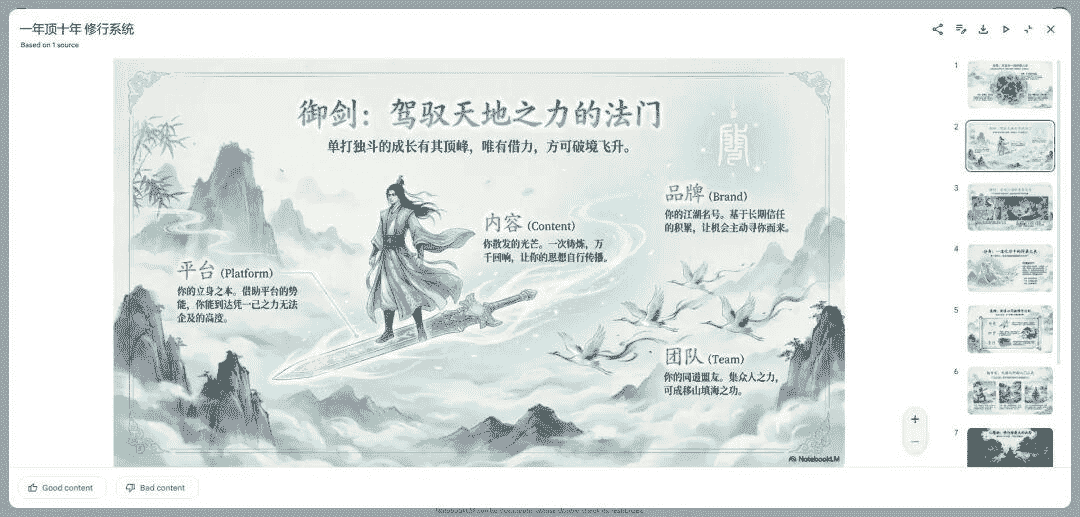 一年顶十年 修行系统
Based on 1 source
御剑：驾驭天地之力的法门
单打独斗的成长有其顶峰，唯有借力，方可破境飞升。
平台 (Platform)
你的立身之本。借助平台的势
能，你能到达凭一己之力无法
企及的高度。
内容 (Content)
你散发的光芒。一次铸炼，万
千回响，让你的思想自行传播。
品牌 (Brand)
你的江湖名号。基于长期信任
的积累，让机会主动寻你而来。
团队 (Team)
你的同道盟友。集众人之力，
可成移山填海之功。
NotebookLM
1
2
3
4
5
6
7
Good content
Bad content